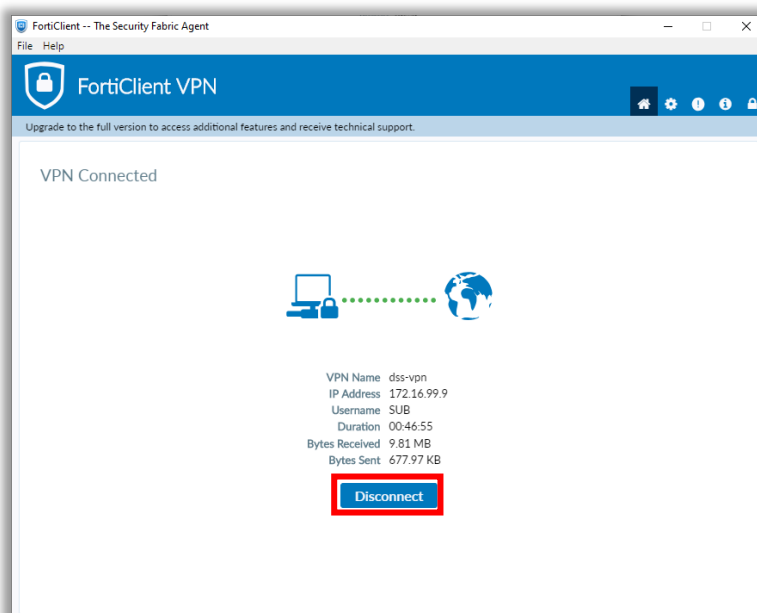 FortiClient -- The Security Fabric Agent
File Help
FortiClient VPN
Upgrade to the full version to access additional features and receive technical support.
VPN Connected
VPN Name dss-vpn
IP Address 172.16.99.9
Username SUB
Duration 00:46:55
Bytes Received 9.81 MB
Bytes Sent 677.97 KB
Disconnect